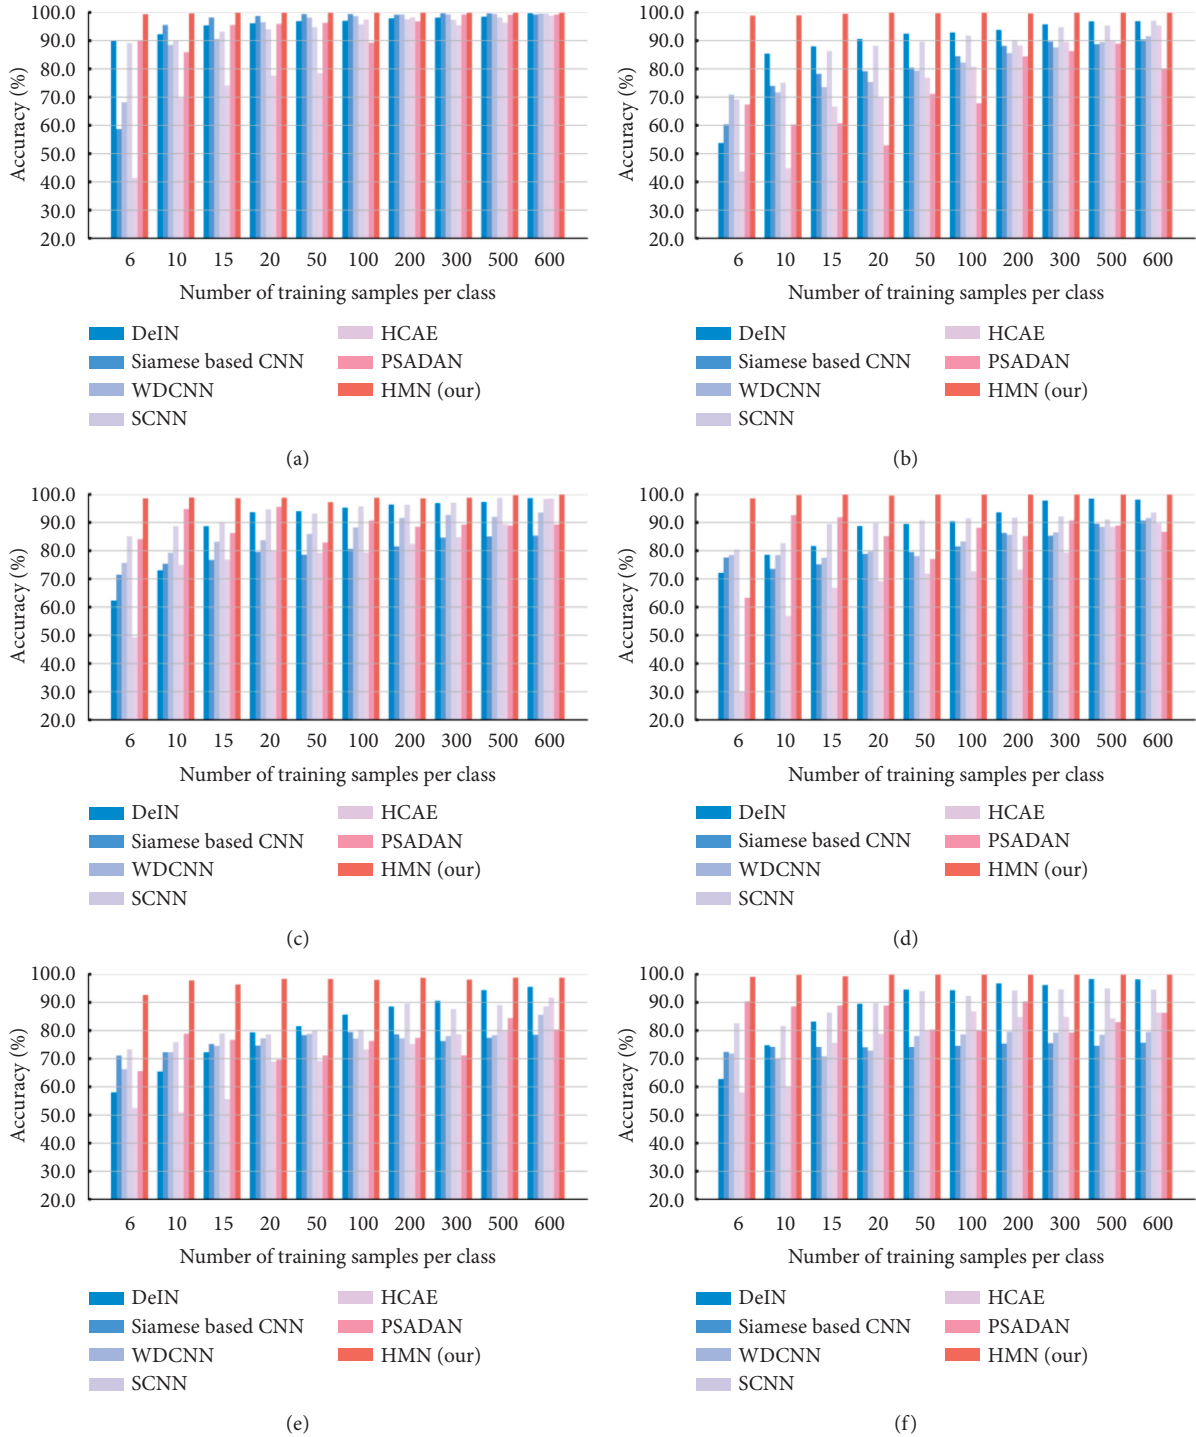 Accuracy (%)
100.0
90.0
80.0
70.0
60.0
50.0
40.0
30.0
20.0
6 10 15 20 50 100 200 300 500 600
Number of training samples per class
DeIN
Siamese based CNN
WDCNN
SCNN
HCAE
PSADAN
HMN (our)
(a)
Accuracy (%)
100.0
90.0
80.0
70.0
60.0
50.0
40.0
30.0
20.0
6 10 15 20 50 100 200 300 500 600
Number of training samples per class
DeIN
Siamese based CNN
WDCNN
SCNN
HCAE
PSADAN
HMN (our)
(b)
Accuracy (%)
100.0
90.0
80.0
70.0
60.0
50.0
40.0
30.0
20.0
6 10 15 20 50 100 200 300 500 600
Number of training samples per class
DeIN
Siamese based CNN
WDCNN
SCNN
HCAE
PSADAN
HMN (our)
(c)
Accuracy (%)
100.0
90.0
80.0
70.0
60.0
50.0
40.0
30.0
20.0
6 10 15 20 50 100 200 300 500 600
Number of training samples per class
DeIN
Siamese based CNN
WDCNN
SCNN
HCAE
PSADAN
HMN (our)
(d)
Accuracy (%)
100.0
90.0
80.0
70.0
60.0
50.0
40.0
30.0
20.0
6 10 15 20 50 100 200 300 500 600
Number of training samples per class
DeIN
Siamese based CNN
WDCNN
SCNN
HCAE
PSADAN
HMN (our)
(e)
Accuracy (%)
100.0
90.0
80.0
70.0
60.0
50.0
40.0
30.0
20.0
6 10 15 20 50 100 200 300 500 600
Number of training samples per class
DeIN
Siamese based CNN
WDCNN
SCNN
HCAE
PSADAN
HMN (our)
(f)